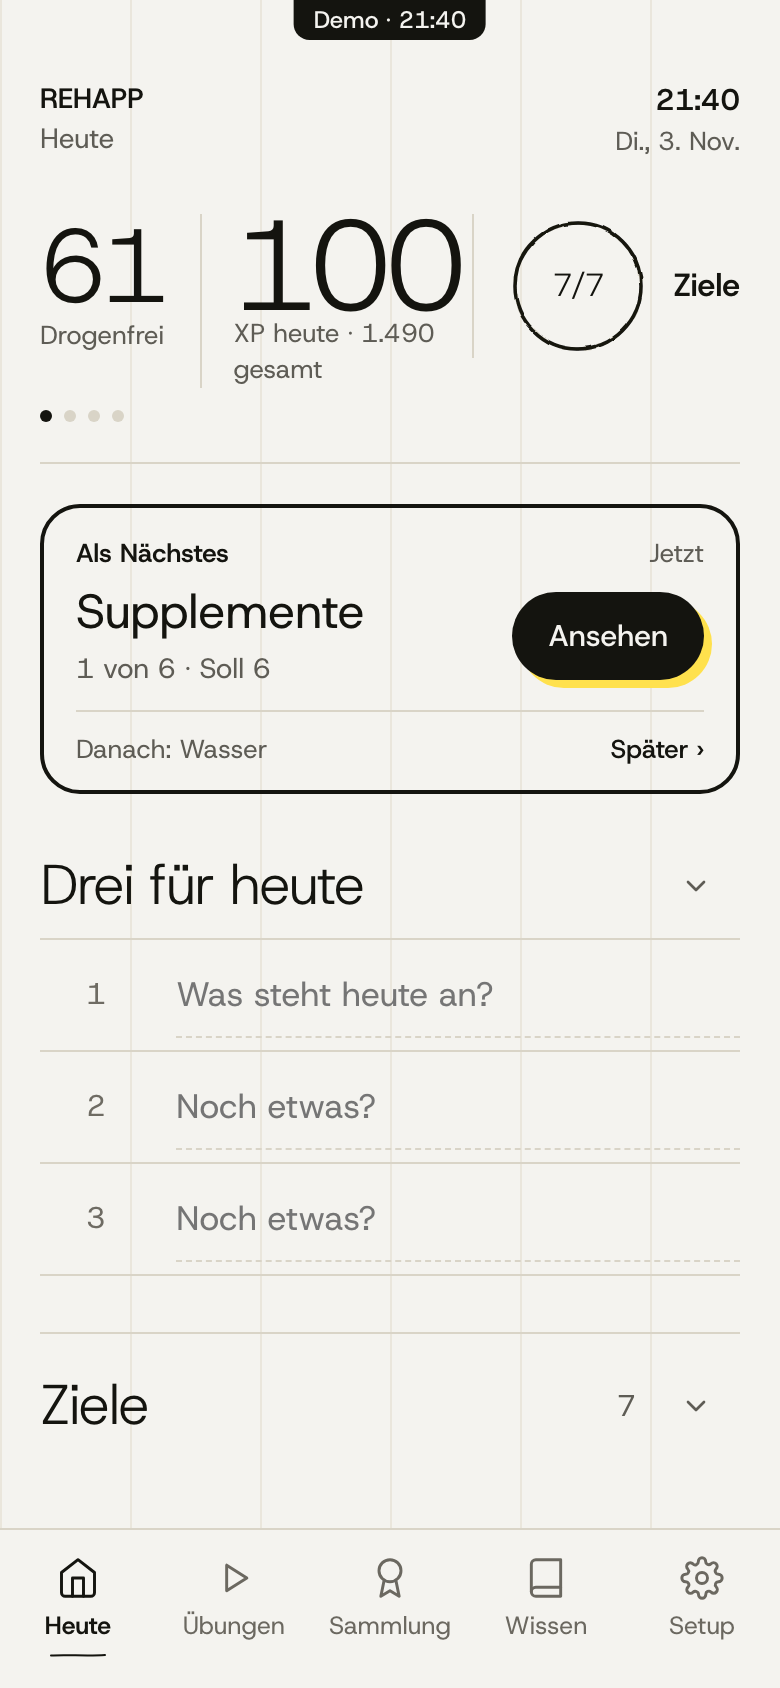 Demo · 21:40
REHAPP
21:40
Heute
Di., 3. Nov.
61
100
7/7
Ziele
Drogenfrei
XP heute · 1.490
gesamt
Als Nächstes
Jetzt
Supplemente
Ansehen
1 von 6 · Soll 6
Danach: Wasser
Später ›
Drei für heute
1 Was steht heute an?
2 Noch etwas?
3 Noch etwas?
Ziele
7
Heute
Übungen
Sammlung
Wissen
Setup